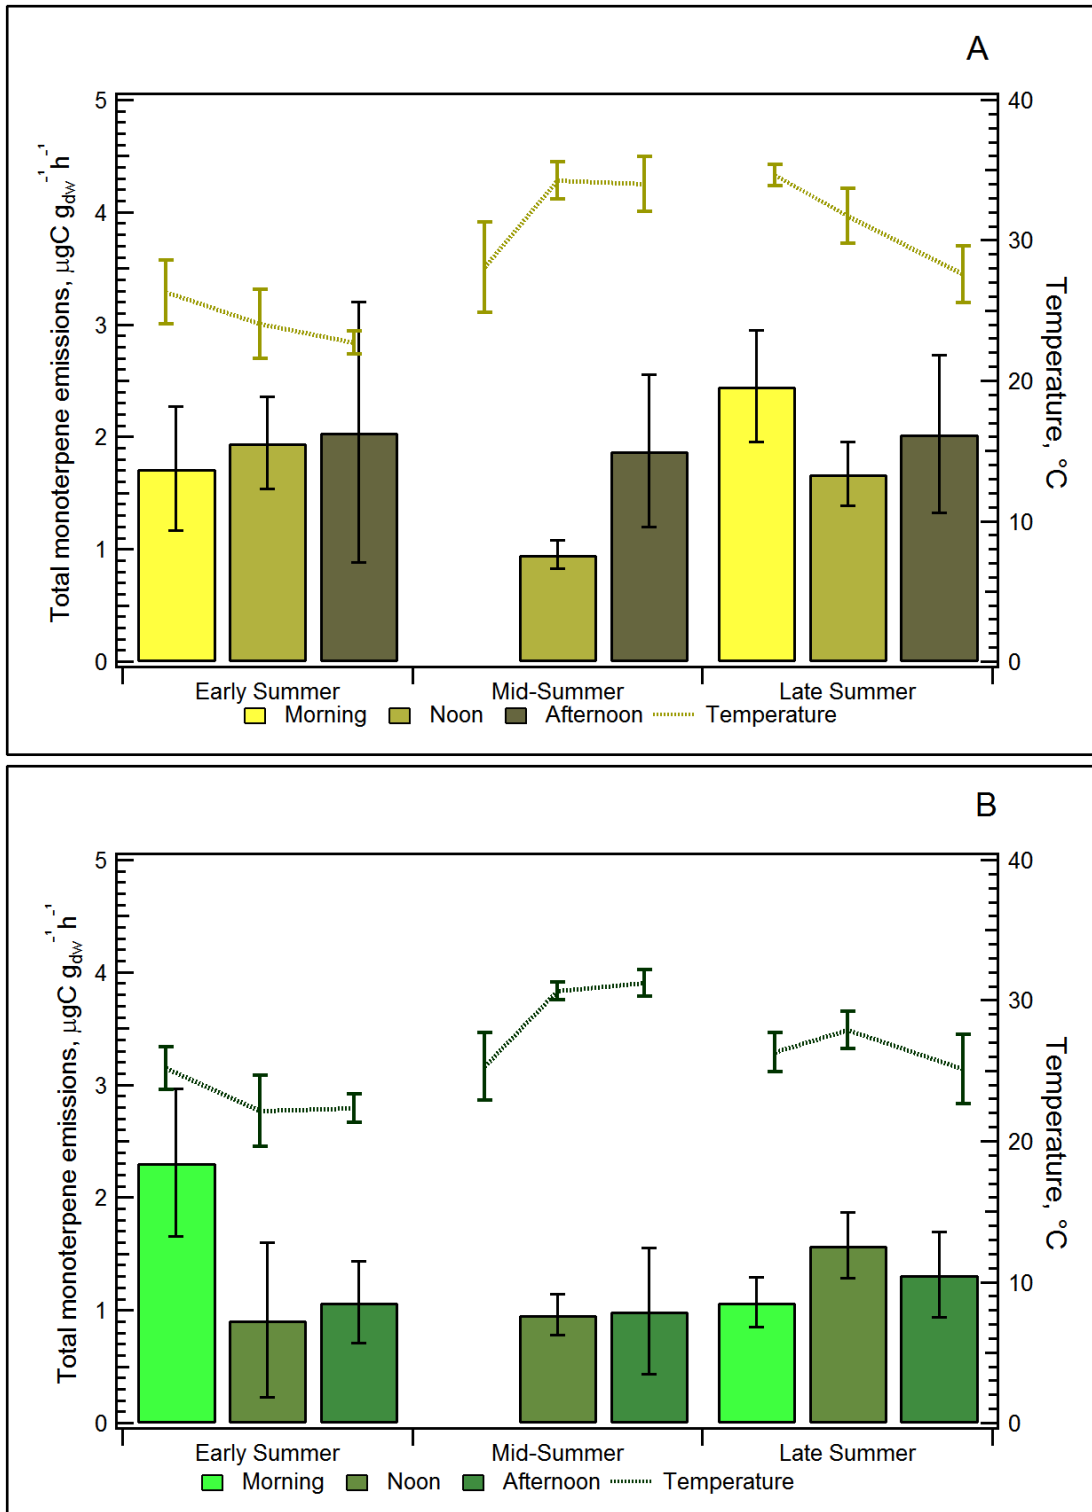 A
Total monoterpene emissions, µgC g_dw^-1 h^-1
5
4
3
2
1
0
40
30
20
10
0
Temperature, °C
Early Summer Mid-Summer Late Summer
Morning Noon Afternoon Temperature
B
Total monoterpene emissions, µgC g_dw^-1 h^-1
5
4
3
2
1
0
40
30
20
10
0
Temperature, °C
Early Summer Mid-Summer Late Summer
Morning Noon Afternoon Temperature